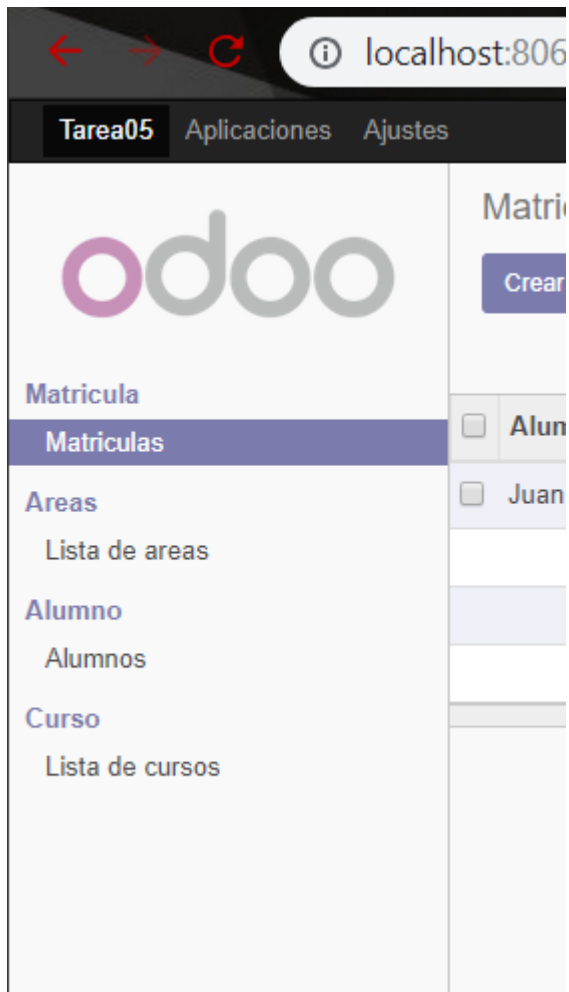 localhost:806
Tarea05 Aplicaciones Ajustes
odoo
Matricula
Matriculas
Areas
Lista de areas
Alumno
Alumnos
Curso
Lista de cursos
Matri
Crear
Alum
Juan